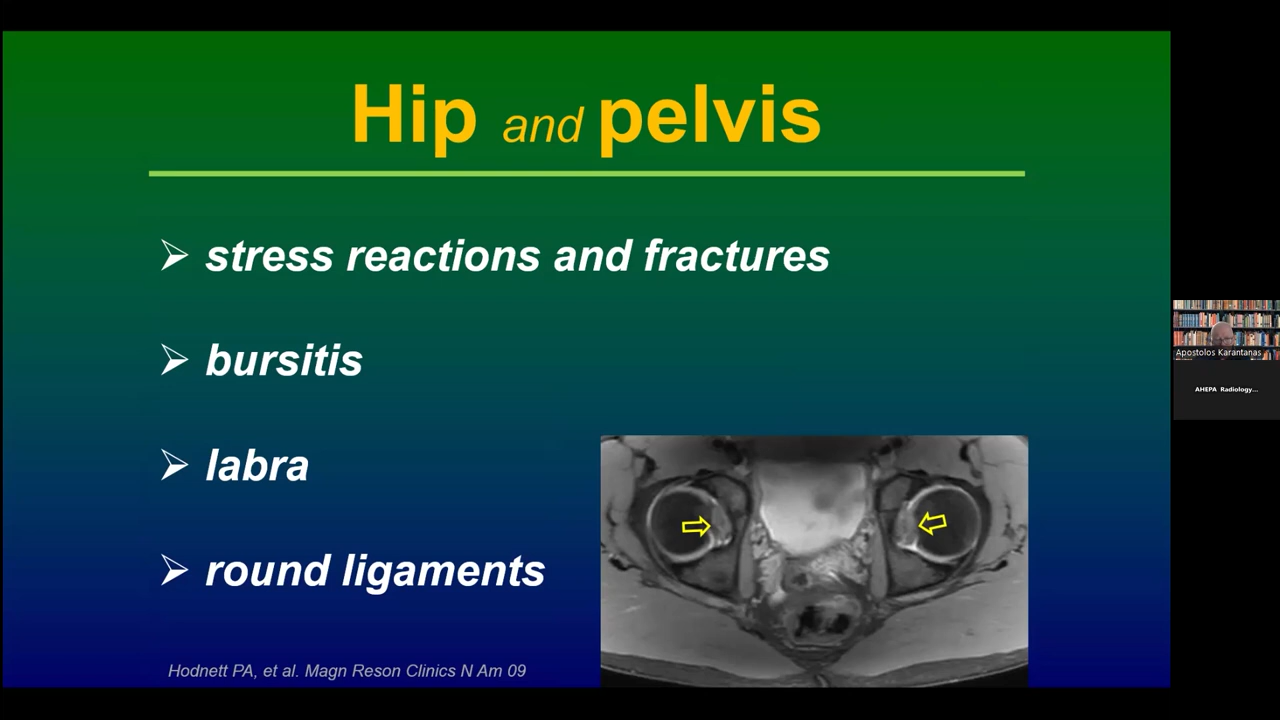 Hip and pelvis
➢ stress reactions and fractures
➢ bursitis
➢ labra
➢ round ligaments
Hodnett PA, et al. Magn Reson Clinics N Am 09
Apostolos Karantanas
AHEPA Radiology...